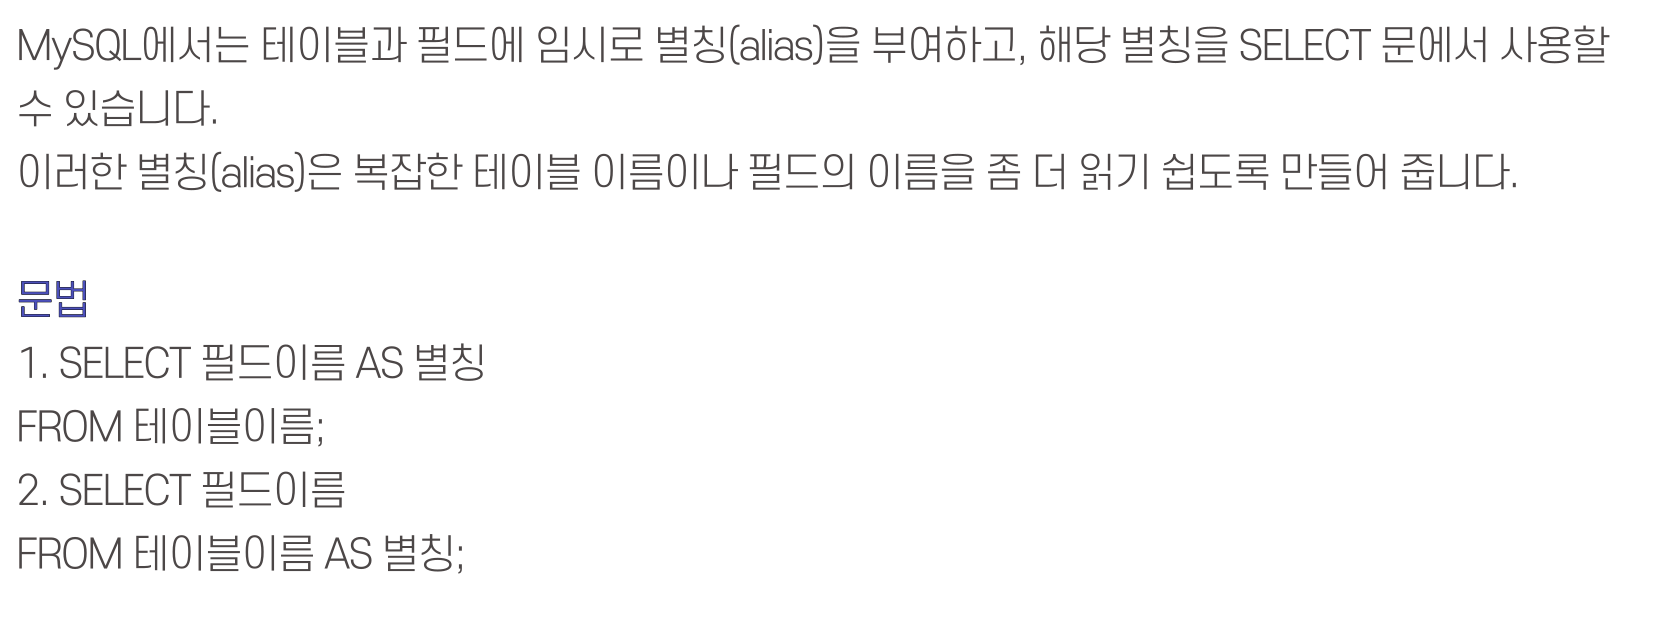 MySQL에서는 테이블과 필드에 임시로 별칭(alias)을 부여하고, 해당 별칭을 SELECT 문에서 사용할
수 있습니다.
이러한 별칭(alias)은 복잡한 테이블 이름이나 필드의 이름을 좀 더 읽기 쉽도록 만들어 줍니다.
문법
1. SELECT 필드이름 AS 별칭
FROM 테이블이름;
2. SELECT 필드이름
FROM 테이블이름 AS 별칭;